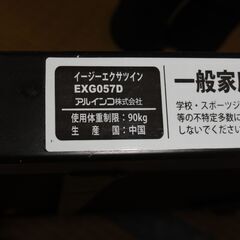 イージーエクサツイン
EXG057D
アルインコ株式会社
使用体重制限：90kg
生産国：中国
一般家
学校・スポーツジ
等の不特定多数に
しないでください